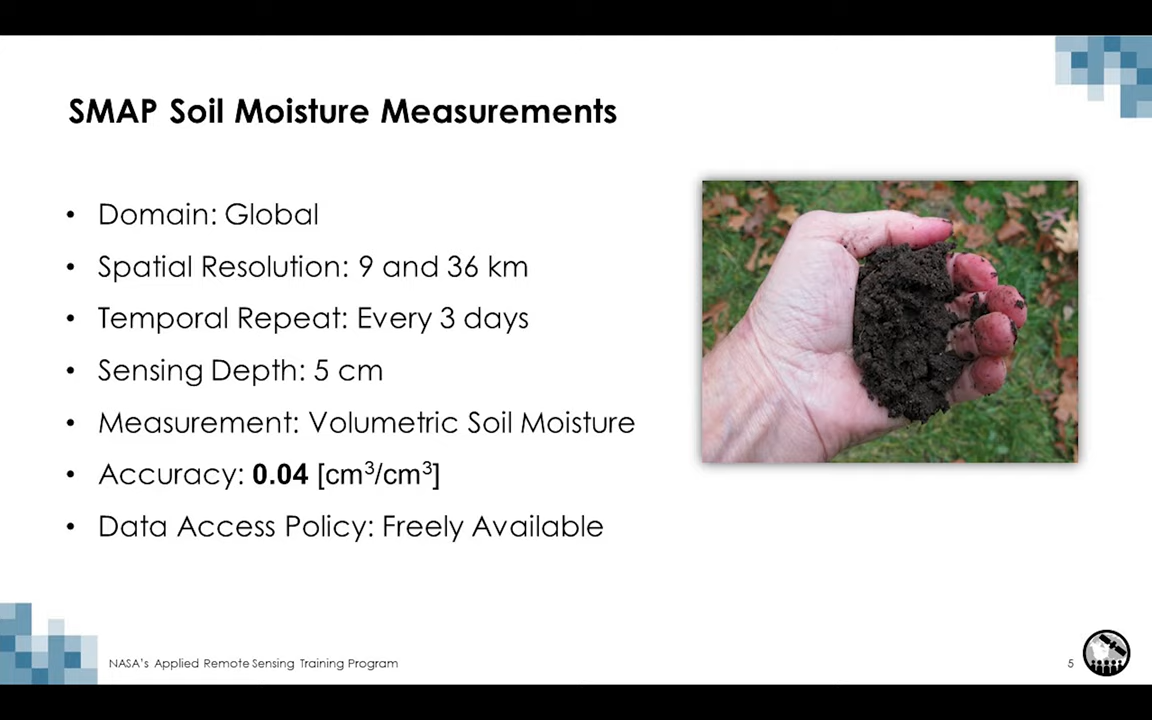 SMAP Soil Moisture Measurements
• Domain: Global
• Spatial Resolution: 9 and 36 km
• Temporal Repeat: Every 3 days
• Sensing Depth: 5 cm
• Measurement: Volumetric Soil Moisture
• Accuracy: 0.04 [cm³/cm³]
• Data Access Policy: Freely Available
NASA's Applied Remote Sensing Training Program
5